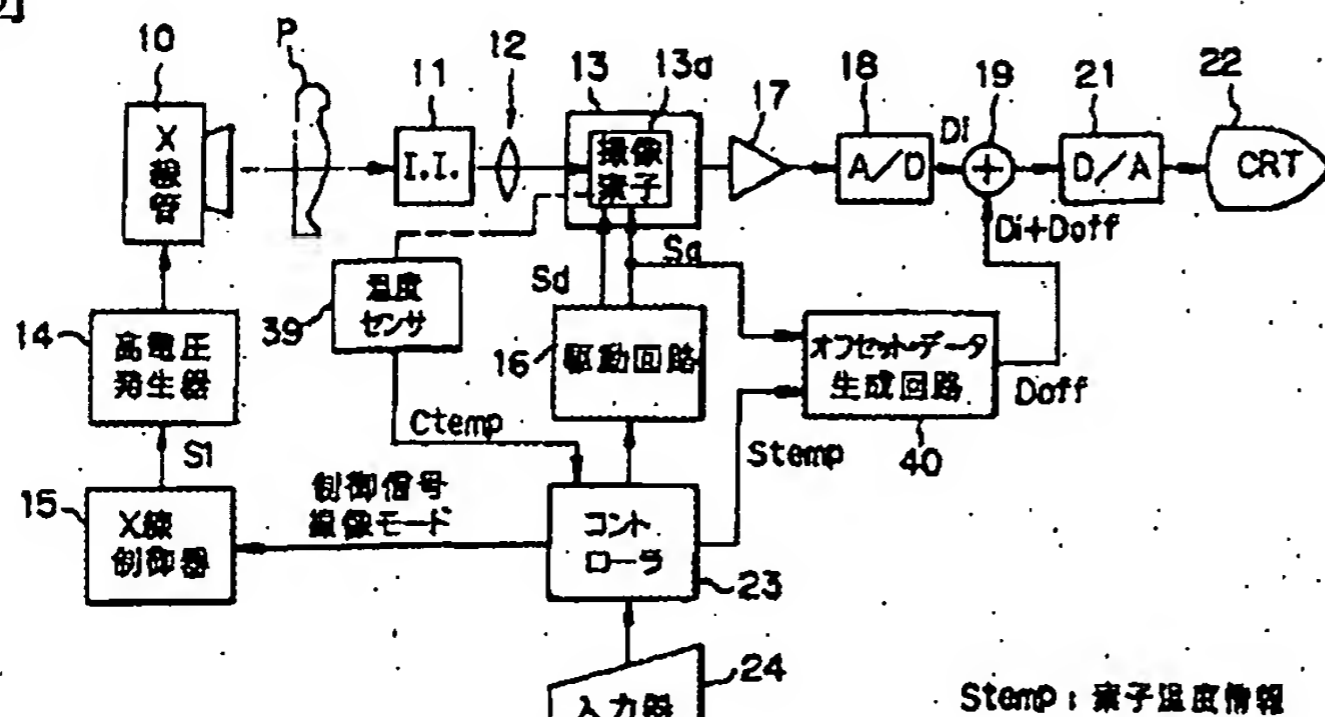 10
P
11
12
13
13a
17
18
19
21
22
X
線
管
I.I.
撮像
素子
A/D
Di
+
D/A
CRT
Di+Doff
Sd
Sa
温度
センサ
39
14
高電圧
発生器
16
駆動回路
オフセット・データ
生成回路
Doff
40
Ctemp
Stemp
S1
15
X線
制御器
制御信号
撮像モード
コント
ローラ
23
24
入力器
Stemp：素子温度情報